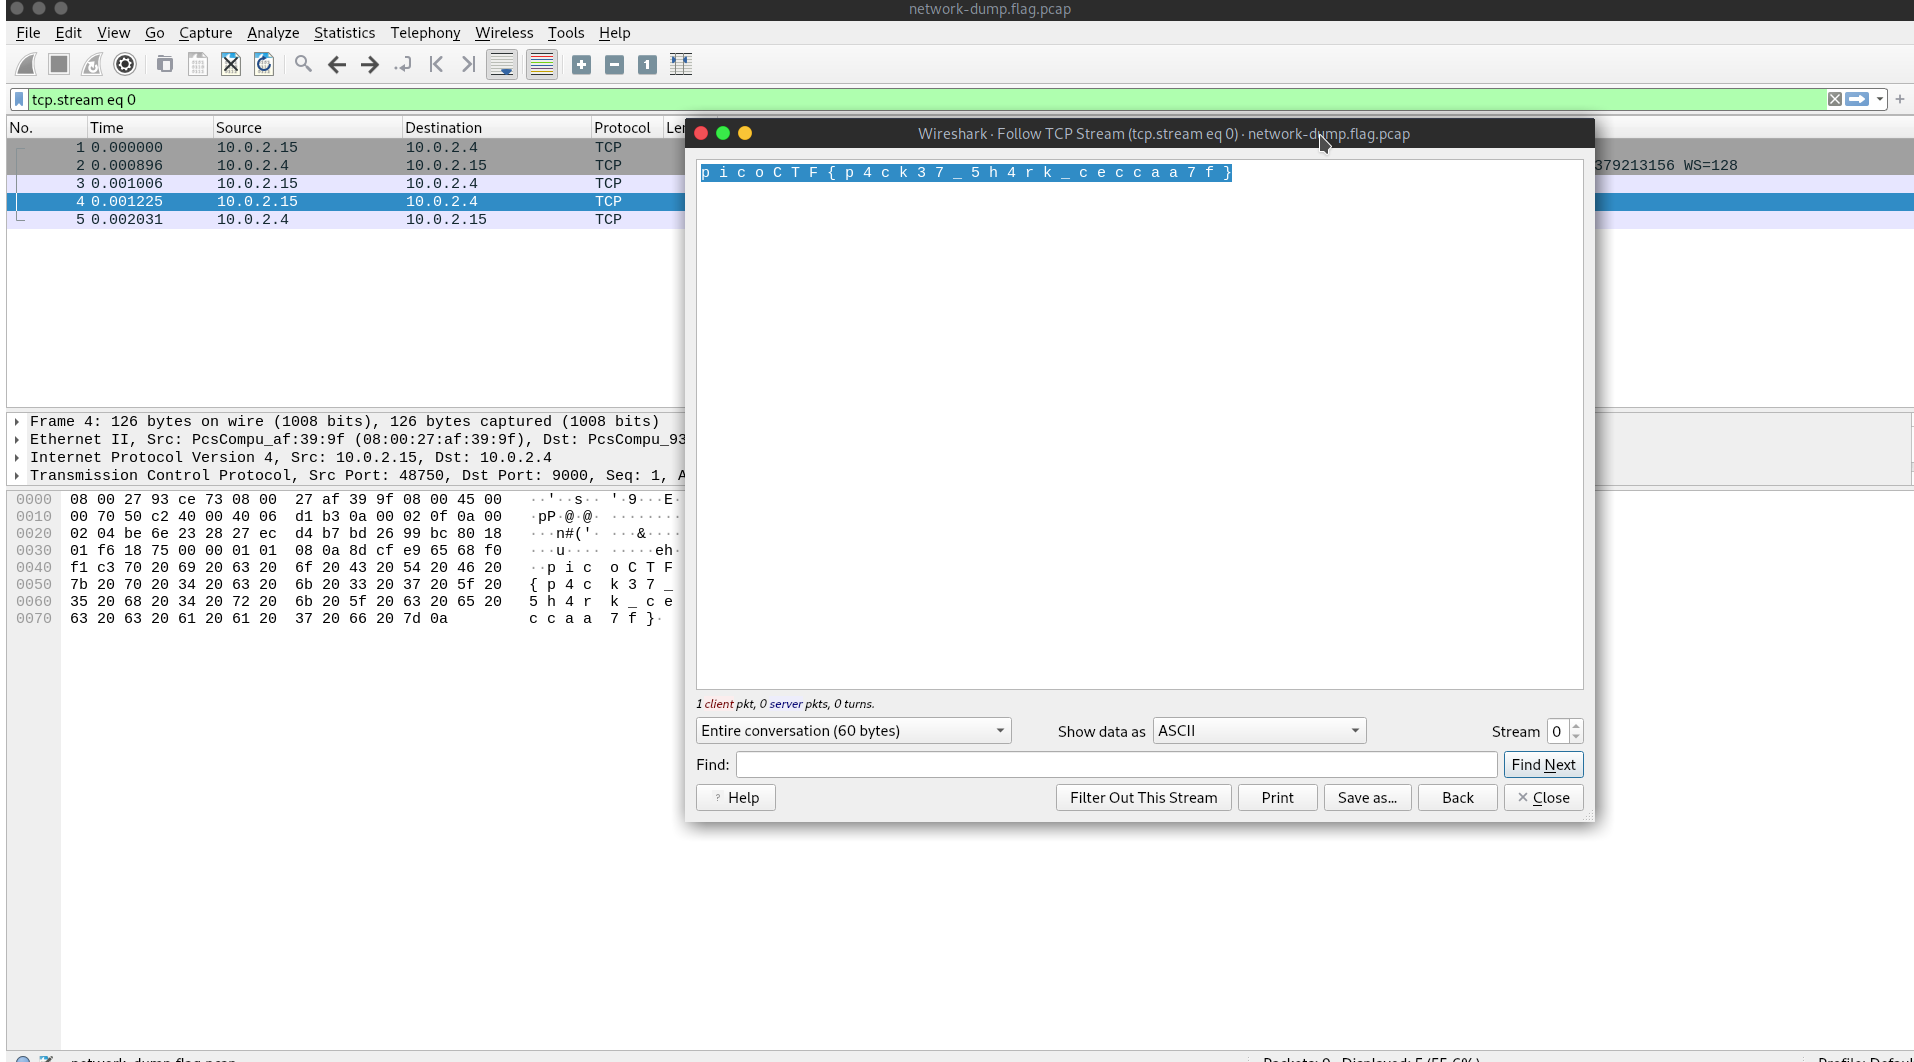 network-dump.flag.pcap
File Edit View Go Capture Analyze Statistics Telephony Wireless Tools Help
tcp.stream eq 0
No. Time Source Destination Protocol
1 0.000000 10.0.2.15 10.0.2.4 TCP
2 0.000896 10.0.2.4 10.0.2.15 TCP 379213156 WS=128
3 0.001006 10.0.2.15 10.0.2.4 TCP
4 0.001225 10.0.2.15 10.0.2.4 TCP
5 0.002031 10.0.2.4 10.0.2.15 TCP
Wireshark · Follow TCP Stream (tcp.stream eq 0) · network-dump.flag.pcap
p i c o C T F { p 4 c k 3 7 _ 5 h 4 r k _ c e c c a a 7 f }
Frame 4: 126 bytes on wire (1008 bits), 126 bytes captured (1008 bits)
Ethernet II, Src: PcsCompu_af:39:9f (08:00:27:af:39:9f), Dst: PcsCompu_93
Internet Protocol Version 4, Src: 10.0.2.15, Dst: 10.0.2.4
Transmission Control Protocol, Src Port: 48750, Dst Port: 9000, Seq: 1, A
0000 08 00 27 93 ce 73 08 00 27 af 39 9f 08 00 45 00 ··'··s·· '·9···E·
0010 00 70 50 c2 40 00 40 06 d1 b3 0a 00 02 0f 0a 00 ·pP·@·@· ········
0020 02 04 be 6e 23 28 27 ec d4 b7 bd 26 99 bc 80 18 ···n#('· ···&····
0030 01 f6 18 75 00 00 01 01 08 0a 8d cf e9 65 68 f0 ···u···· ·····eh·
0040 f1 c3 70 20 69 20 63 20 6f 20 43 20 54 20 46 20 ··p i c o C T F
0050 7b 20 70 20 34 20 63 20 6b 20 33 20 37 20 5f 20 { p 4 c k 3 7 _
0060 35 20 68 20 34 20 72 20 6b 20 5f 20 63 20 65 20 5 h 4 r k _ c e
0070 63 20 63 20 61 20 61 20 37 20 66 20 7d 0a c c a a 7 f }·
1 client pkt, 0 server pkts, 0 turns.
Entire conversation (60 bytes) Show data as ASCII Stream 0
Find: Find Next
Help Filter Out This Stream Print Save as... Back Close